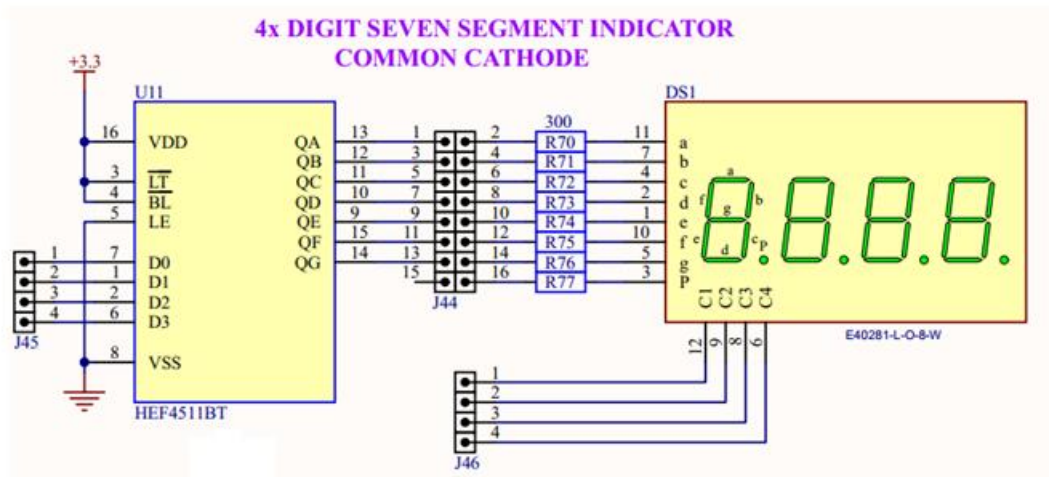 4x DIGIT SEVEN SEGMENT INDICATOR
COMMON CATHODE
+3.3
U11
DS1
16 VDD QA 13 1 2 300 R70 11 a
3 LT QB 12 3 4 R71 7 b
4 BL QC 11 5 6 R72 4 c
5 LE QD 10 7 8 R73 2 d
QE 9 9 10 R74 1 e
QF 15 11 12 R75 10 f
1 7 D0 QG 14 13 14 R76 5 g
2 1 D1 15 16 R77 3 P
3 2 D2
4 6 D3
J45
J44
8 VSS
HEF4511BT
a
f b
g
e c P
d
C1 C2 C3 C4
12 9 8 6
E40281-L-O-8-W
1
2
3
4
J46